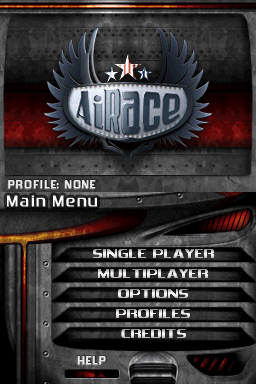 AiRace
PROFILE: NONE
Main Menu
SINGLE PLAYER
MULTIPLAYER
OPTIONS
PROFILES
CREDITS
HELP